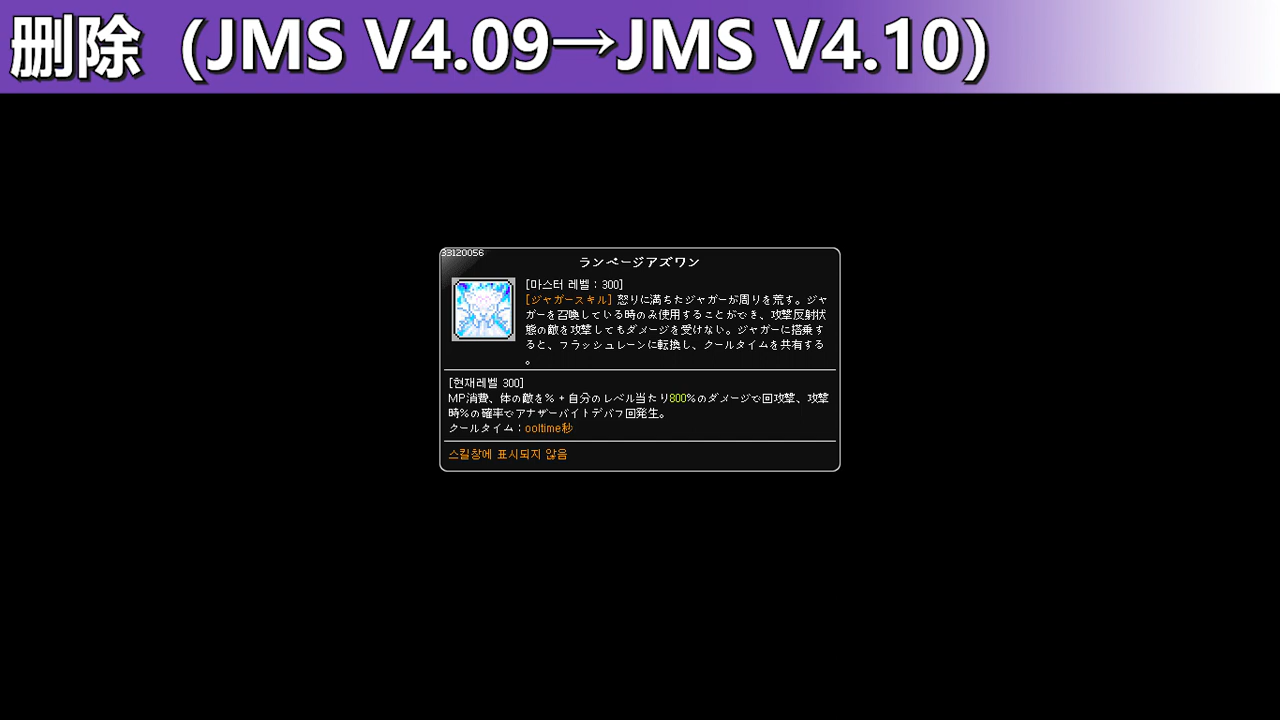 删除（JMS V4.09→JMS V4.10）
33120056
ランページアズワン
[마스터 레벨 : 300]
[ジャガースキル] 怒りに満ちたジャガーが周りを荒す。ジャ
ガーを召喚している時のみ使用することができ、攻撃反射状
態の敵を攻撃してもダメージを受けない。ジャガーに搭乗す
ると、フラッシュレーンに転換し、クールタイムを共有する
。
[현재레벨 300]
MP消費、体の敵を% + 自分のレベル当たり800%のダメージで回攻撃、攻撃
時%の確率でアナザーバイトデバフ回発生。
クールタイム : ooltime秒
스킬창에 표시되지 않음